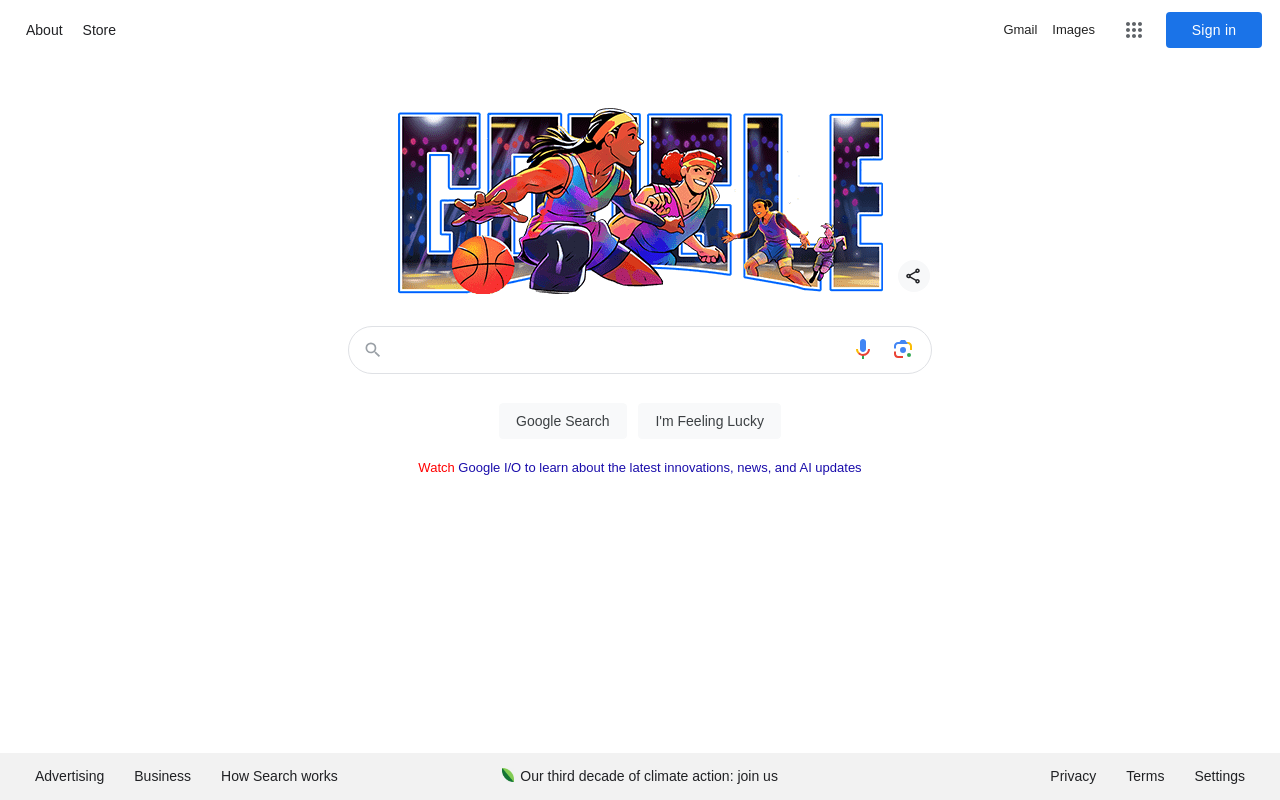 About Store
Gmail Images
Sign in
GOOGLE
Google Search
I'm Feeling Lucky
Watch Google I/O to learn about the latest innovations, news, and AI updates
Advertising Business How Search works
Our third decade of climate action: join us
Privacy Terms Settings